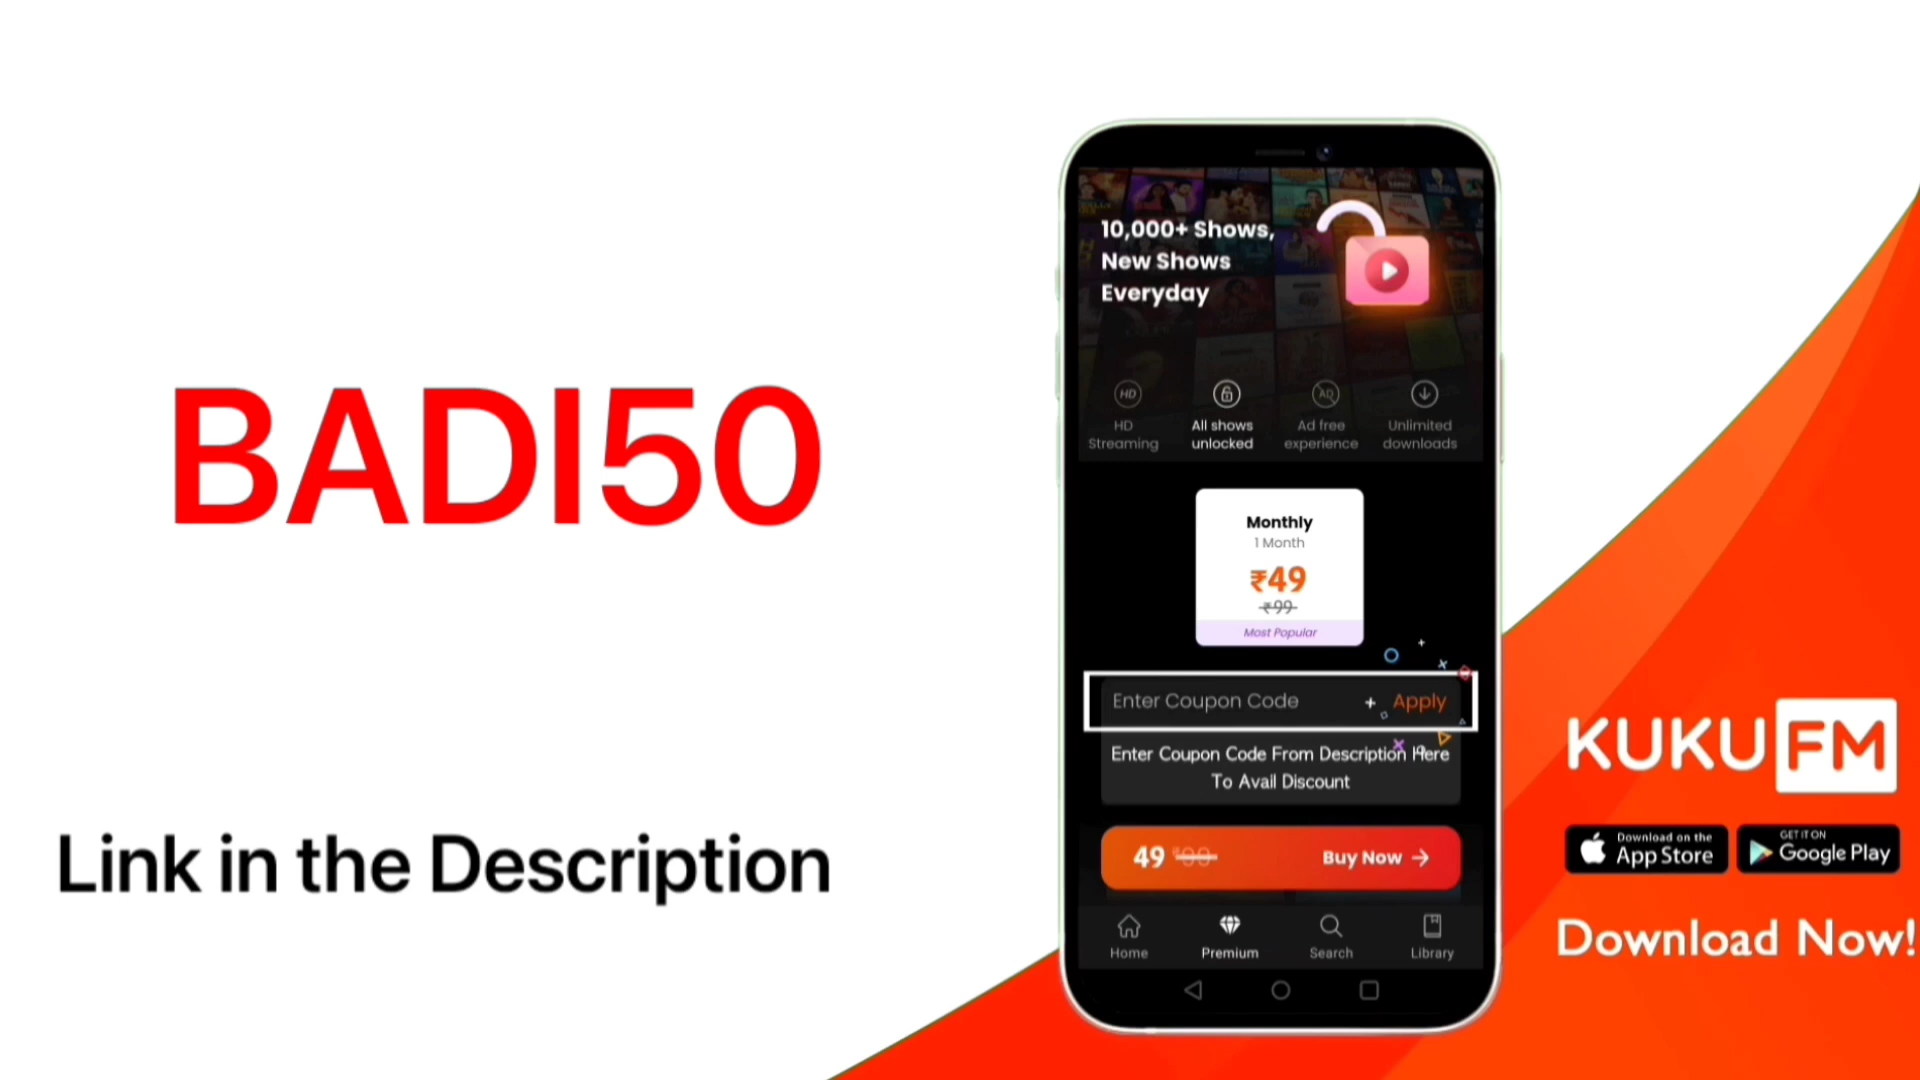 BADI50
Link in the Description
10,000+ Shows,
New Shows
Everyday
HD
HD
Streaming
All shows
unlocked
AD
Ad free
experience
Unlimited
downloads
Monthly
1 Month
₹49
₹99
Most Popular
Enter Coupon Code
Apply
Enter Coupon Code From Description Here
To Avail Discount
49
Buy Now
Home
Premium
Search
Library
KUKU FM
Download on the
App Store
GET IT ON
Google Play
Download Now!